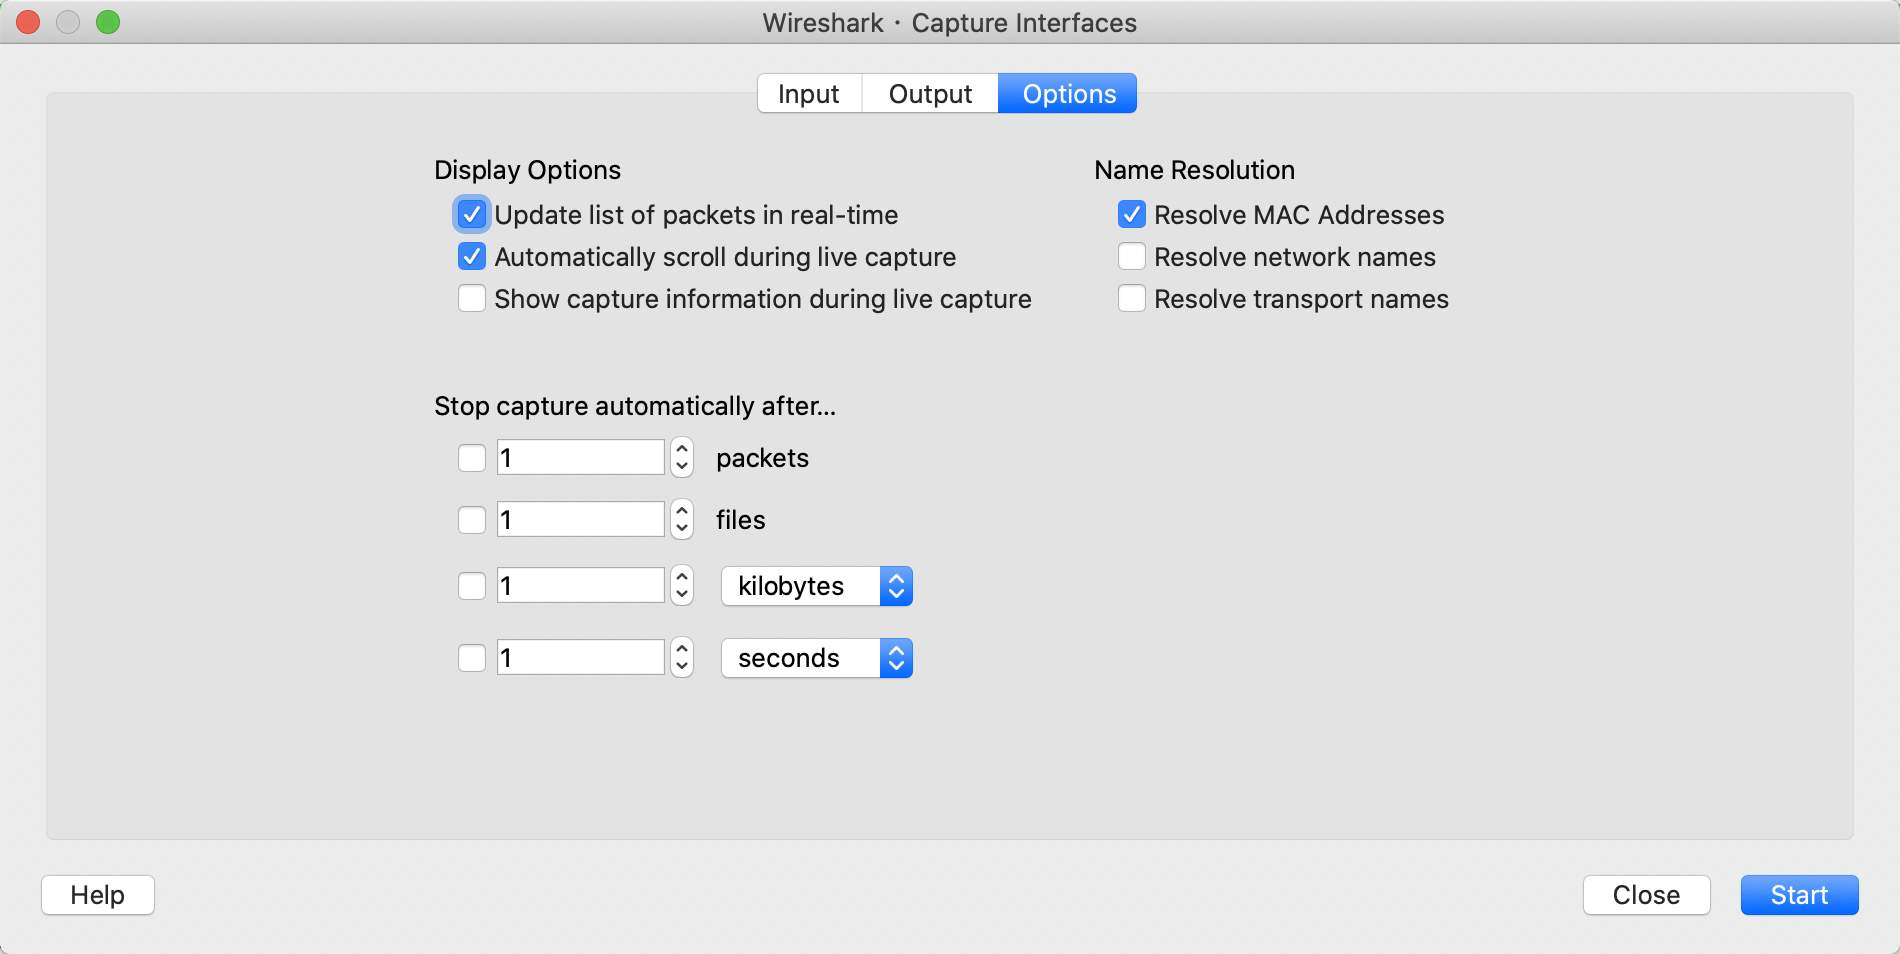 Wireshark · Capture Interfaces
Input Output Options
Display Options
Update list of packets in real-time
Automatically scroll during live capture
Show capture information during live capture
Name Resolution
Resolve MAC Addresses
Resolve network names
Resolve transport names
Stop capture automatically after...
1 packets
1 files
1 kilobytes
1 seconds
Help Close Start